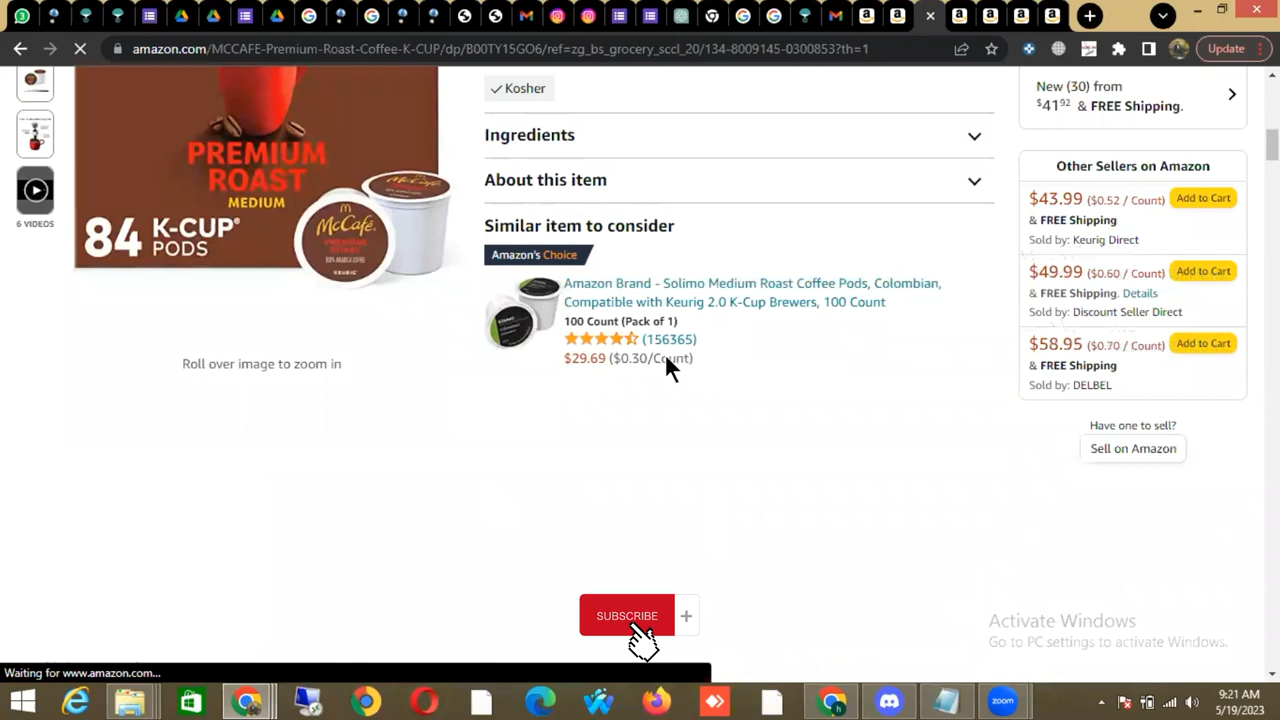 amazon.com/MCCAFE-Premium-Roast-Coffee-K-CUP/dp/B00TY15GO6/ref=zg_bs_grocery_sccl_20/134-8009145-0300853?th=1
Update
6 VIDEOS
PREMIUM
ROAST
MEDIUM
84 K-CUP®
PODS
McCafé
PREMIUM
ROAST
KEURIG
Roll over image to zoom in
Kosher
Ingredients
About this item
Similar item to consider
Amazon's Choice
Amazon Brand - Solimo Medium Roast Coffee Pods, Colombian,
Compatible with Keurig 2.0 K-Cup Brewers, 100 Count
100 Count (Pack of 1)
(156365)
$29.69 ($0.30/Count)
New (30) from
$41.92 & FREE Shipping.
Other Sellers on Amazon
$43.99 ($0.52 / Count) Add to Cart
& FREE Shipping
Sold by: Keurig Direct
$49.99 ($0.60 / Count) Add to Cart
& FREE Shipping. Details
Sold by: Discount Seller Direct
$58.95 ($0.70 / Count) Add to Cart
& FREE Shipping
Sold by: DELBEL
Have one to sell?
Sell on Amazon
SUBSCRIBE +
Activate Windows
Go to PC settings to activate Windows.
Waiting for www.amazon.com...
zoom
9:21 AM
5/19/2023